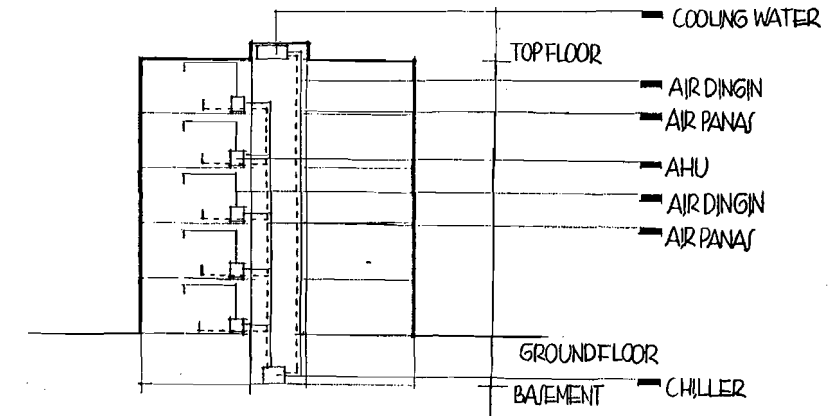 COOLING WATER
TOP FLOOR
AIR DINGIN
AIR PANAS
AHU
AIR DINGIN
AIR PANAS
GROUND FLOOR
BASEMENT
CHILLER